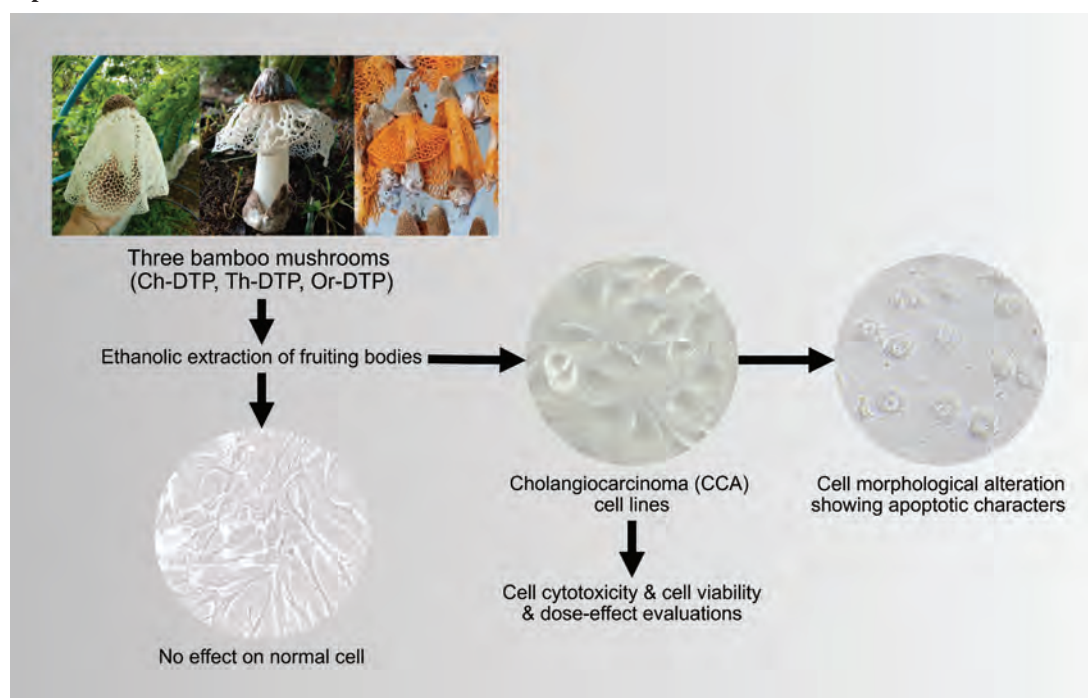 Three bamboo mushrooms
(Ch-DTP, Th-DTP, Or-DTP)
Ethanolic extraction of fruiting bodies
No effect on normal cell
Cholangiocarcinoma (CCA)
cell lines
Cell cytotoxicity & cell viability
& dose-effect evaluations
Cell morphological alteration
showing apoptotic characters